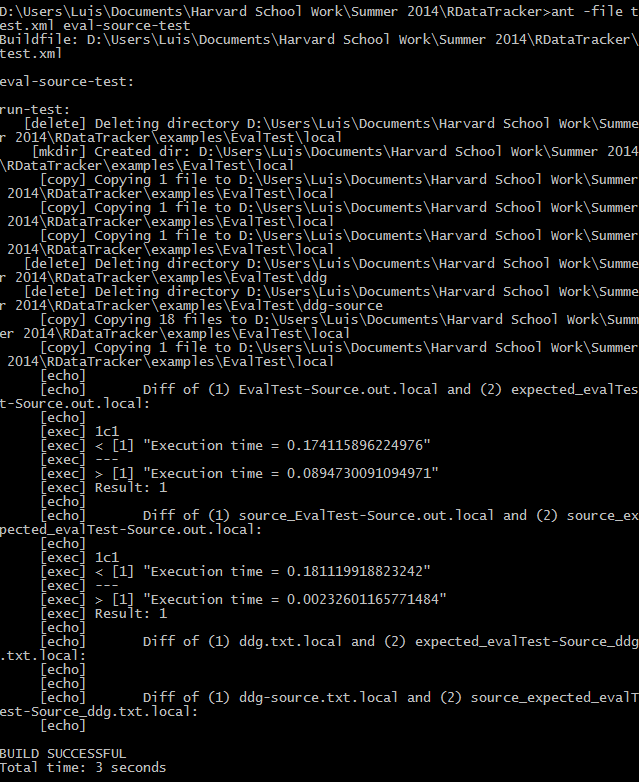 D:\Users\Luis\Documents\Harvard School Work\Summer 2014\RDataTracker>ant -file t
est.xml eval-source-test
Buildfile: D:\Users\Luis\Documents\Harvard School Work\Summer 2014\RDataTracker\
test.xml
eval-source-test:
run-test:
[delete] Deleting directory D:\Users\Luis\Documents\Harvard School Work\Summe
r 2014\RDataTracker\examples\EvalTest\local
[mkdir] Created dir: D:\Users\Luis\Documents\Harvard School Work\Summer 2014
\RDataTracker\examples\EvalTest\local
[copy] Copying 1 file to D:\Users\Luis\Documents\Harvard School Work\Summer
2014\RDataTracker\examples\EvalTest\local
[copy] Copying 1 file to D:\Users\Luis\Documents\Harvard School Work\Summer
2014\RDataTracker\examples\EvalTest\local
[copy] Copying 1 file to D:\Users\Luis\Documents\Harvard School Work\Summer
2014\RDataTracker\examples\EvalTest\local
[delete] Deleting directory D:\Users\Luis\Documents\Harvard School Work\Summe
r 2014\RDataTracker\examples\EvalTest\ddg
[delete] Deleting directory D:\Users\Luis\Documents\Harvard School Work\Summe
r 2014\RDataTracker\examples\EvalTest\ddg-source
[copy] Copying 18 files to D:\Users\Luis\Documents\Harvard School Work\Summ
er 2014\RDataTracker\examples\EvalTest\local
[copy] Copying 1 file to D:\Users\Luis\Documents\Harvard School Work\Summer
2014\RDataTracker\examples\EvalTest\local
[echo]
[echo] Diff of (1) EvalTest-Source.out.local and (2) expected_evalTes
t-Source.out.local:
[echo]
[exec] 1c1
[exec] < [1] "Execution time = 0.174115896224976"
[exec] ---
[exec] > [1] "Execution time = 0.0894730091094971"
[exec] Result: 1
[echo]
[echo] Diff of (1) source_EvalTest-Source.out.local and (2) source_ex
pected_evalTest-Source.out.local:
[echo]
[exec] 1c1
[exec] < [1] "Execution time = 0.181119918823242"
[exec] ---
[exec] > [1] "Execution time = 0.00232601165771484"
[exec] Result: 1
[echo]
[echo] Diff of (1) ddg.txt.local and (2) expected_evalTest-Source_ddg
.txt.local:
[echo]
[echo]
[echo] Diff of (1) ddg-source.txt.local and (2) source_expected_evalT
est-Source_ddg.txt.local:
[echo]
BUILD SUCCESSFUL
Total time: 3 seconds